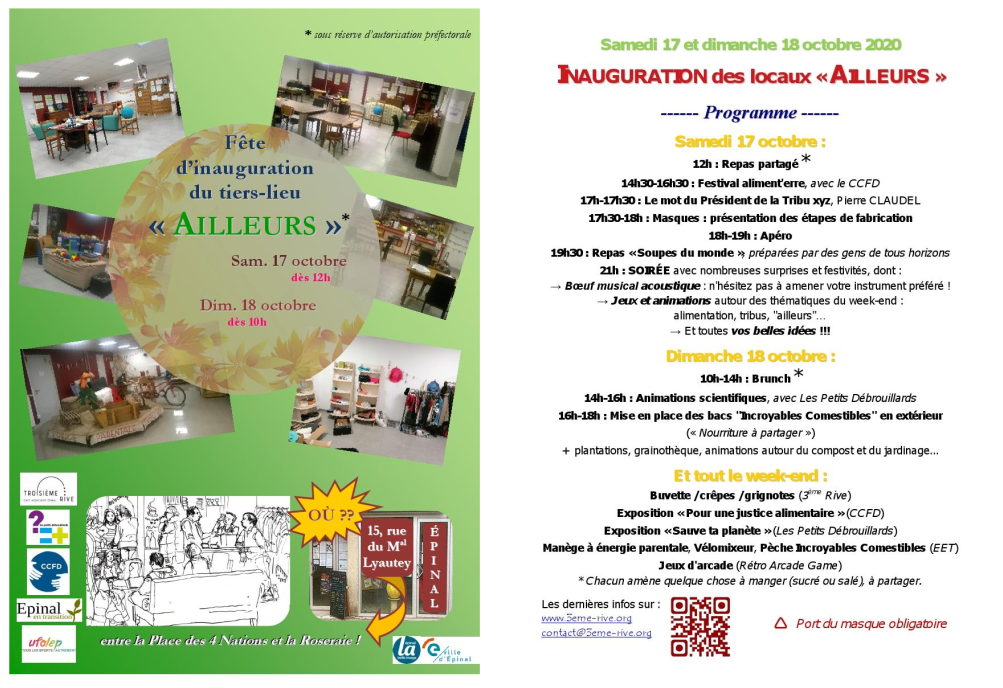 * sous réserve d'autorisation préfectorale
Fête
d'inauguration
du tiers-lieu
« AILLEURS »*
Sam. 17 octobre
dès 12h
Dim. 18 octobre
dès 10h
TROISIÈME
RIVE
CCFD
Epinal
en transition
ufolep
TOUS LES SPORTS AUTREMENT
OÙ ??
15, rue
du Mal
Lyautey
ÉPINAL
entre la Place des 4 Nations et la Roseraie !
la
ville
d'Épinal
Samedi 17 et dimanche 18 octobre 2020
INAUGURATION des locaux « AILLEURS »
------ Programme ------
Samedi 17 octobre :
12h : Repas partagé *
14h30-16h30 : Festival aliment'erre, avec le CCFD
17h-17h30 : Le mot du Président de la Tribu xyz, Pierre CLAUDEL
17h30-18h : Masques : présentation des étapes de fabrication
18h-19h : Apéro
19h30 : Repas « Soupes du monde », préparées par des gens de tous horizons
21h : SOIRÉE avec nombreuses surprises et festivités, dont :
→ Bœuf musical acoustique : n'hésitez pas à amener votre instrument préféré !
→ Jeux et animations autour des thématiques du week-end :
alimentation, tribus, "ailleurs"...
→ Et toutes vos belles idées !!!
Dimanche 18 octobre :
10h-14h : Brunch *
14h-16h : Animations scientifiques, avec Les Petits Débrouillards
16h-18h : Mise en place des bacs "Incroyables Comestibles" en extérieur
(« Nourriture à partager »)
+ plantations, grainothèque, animations autour du compost et du jardinage...
Et tout le week-end :
Buvette /crêpes /grignotes (3ème Rive)
Exposition « Pour une justice alimentaire » (CCFD)
Exposition « Sauve ta planète » (Les Petits Débrouillards)
Manège à énergie parentale, Vélomixeur, Pèche Incroyables Comestibles (EET)
Jeux d'arcade (Rétro Arcade Game)
* Chacun amène quelque chose à manger (sucré ou salé), à partager.
Les dernières infos sur :
www.3eme-rive.org
contact@3eme-rive.org
Port du masque obligatoire